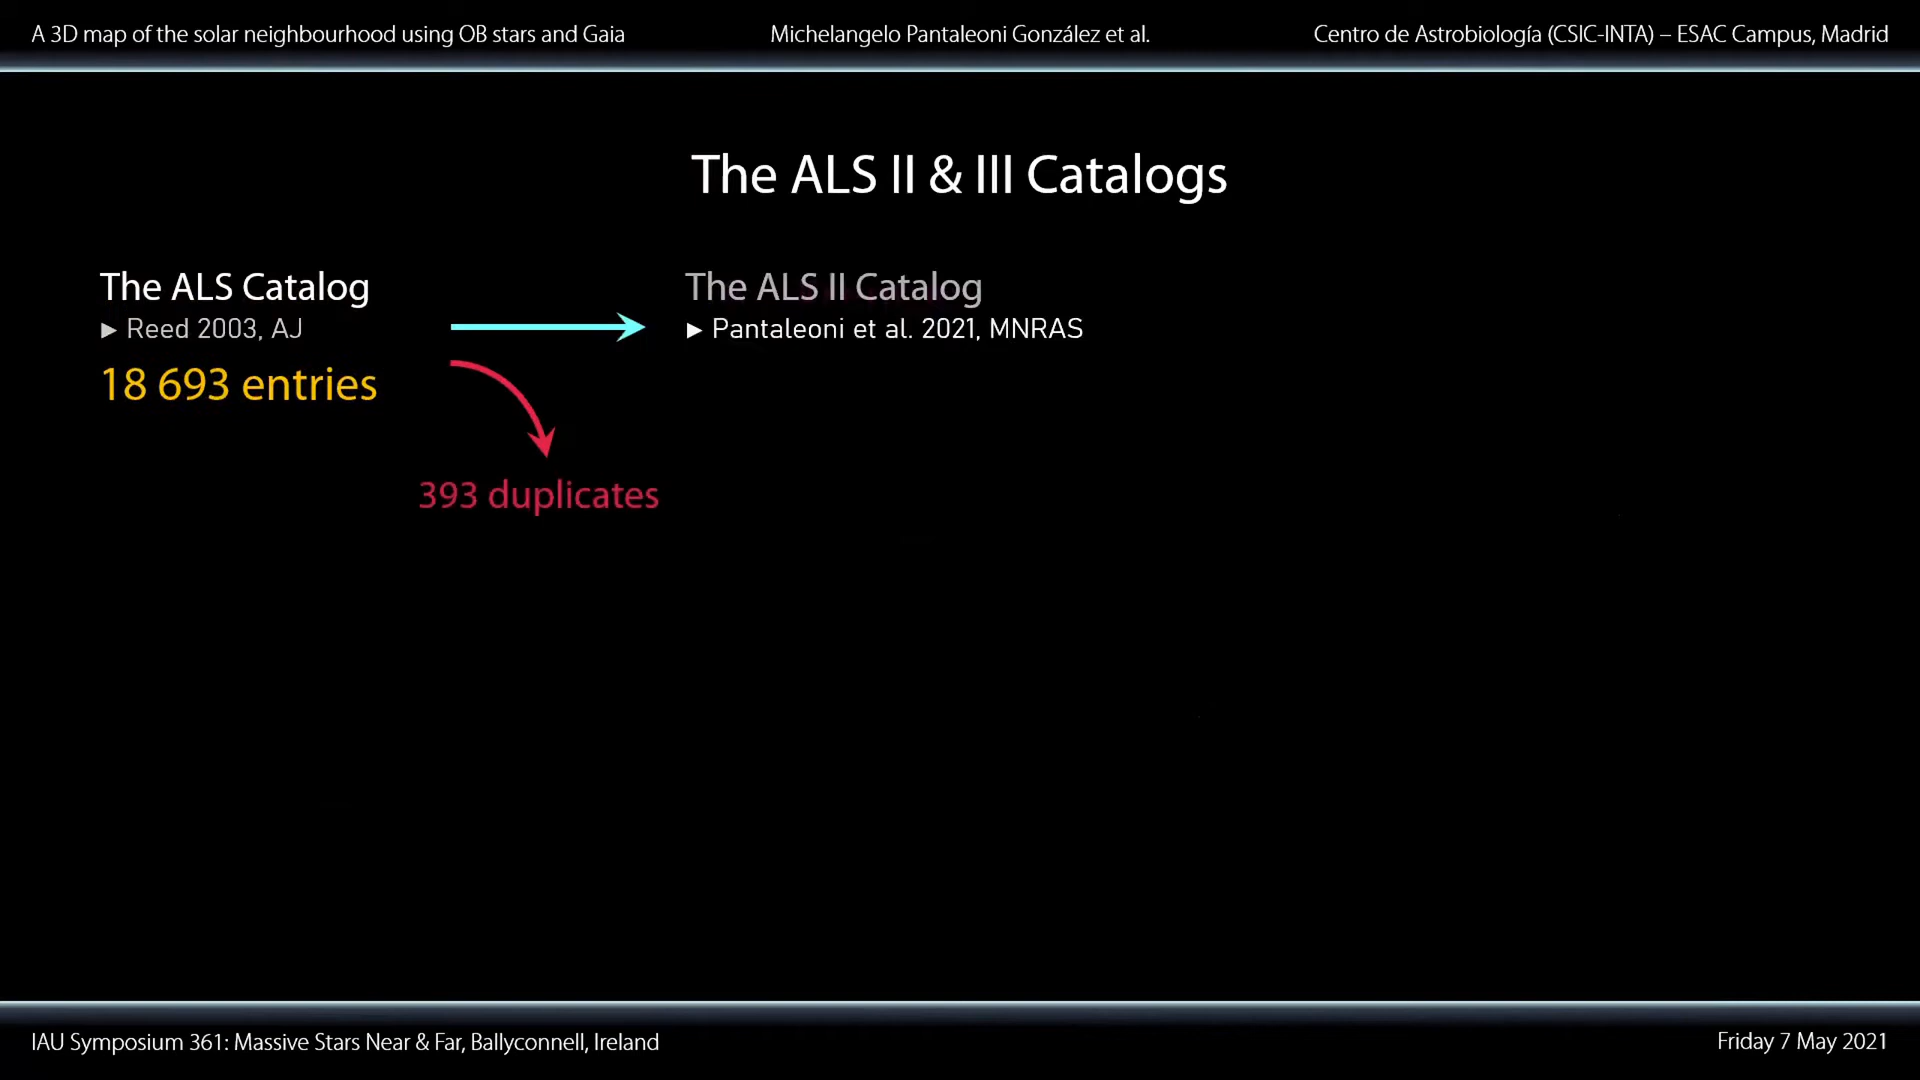 A 3D map of the solar neighbourhood using OB stars and Gaia
Michelangelo Pantaleoni González et al.
Centro de Astrobiología (CSIC-INTA) – ESAC Campus, Madrid
The ALS II & III Catalogs
The ALS Catalog
► Reed 2003, AJ
18 693 entries
The ALS II Catalog
► Pantaleoni et al. 2021, MNRAS
393 duplicates
IAU Symposium 361: Massive Stars Near & Far, Ballyconnell, Ireland
Friday 7 May 2021